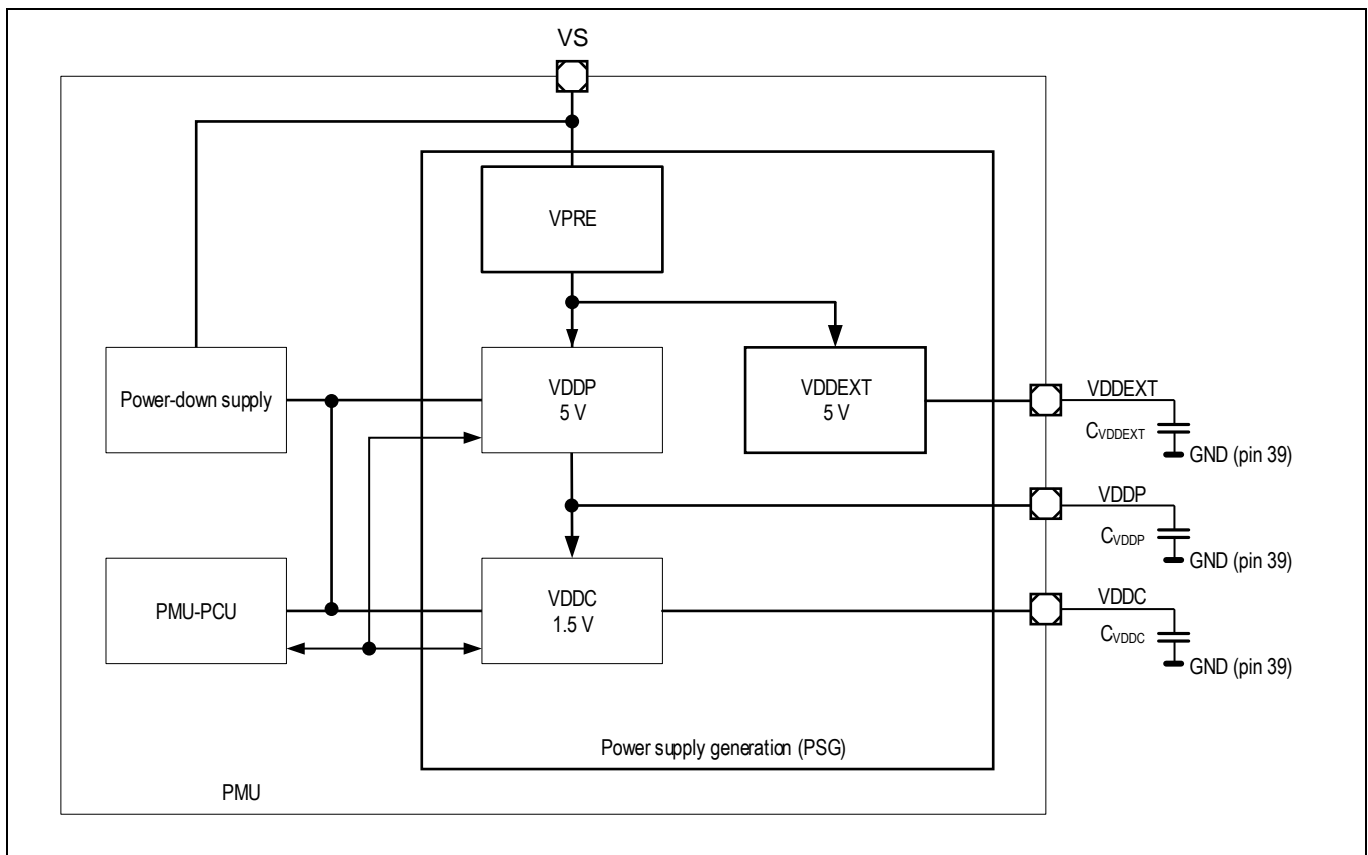 VS
VPRE
Power-down supply
VDDP
5 V
VDDEXT
5 V
VDDEXT
CVDDEXT
GND (pin 39)
VDDP
CVDDP
GND (pin 39)
PMU-PCU
VDDC
1.5 V
VDDC
CVDDC
GND (pin 39)
Power supply generation (PSG)
PMU